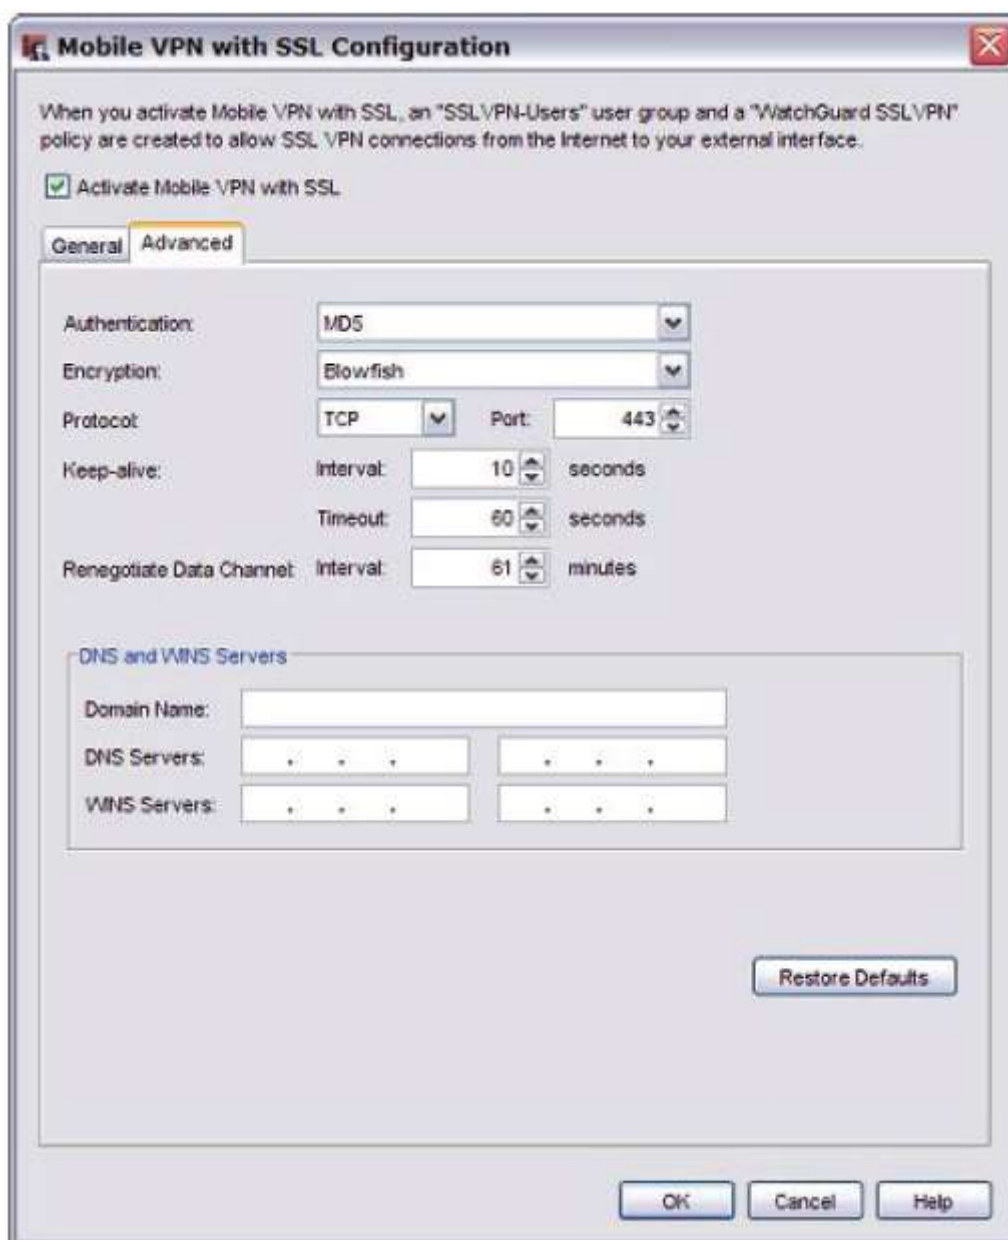 Mobile VPN with SSL Configuration
When you activate Mobile VPN with SSL, an "SSLVPN-Users" user group and a "WatchGuard SSLVPN"
policy are created to allow SSL VPN connections from the Internet to your external interface.
Activate Mobile VPN with SSL
General Advanced
Authentication: MD5
Encryption: Blowfish
Protocol: TCP Port: 443
Keep-alive: Interval: 10 seconds
Timeout: 60 seconds
Renegotiate Data Channel: Interval: 61 minutes
DNS and WINS Servers
Domain Name:
DNS Servers: . . . . . .
WINS Servers: . . . . . .
Restore Defaults
OK Cancel Help